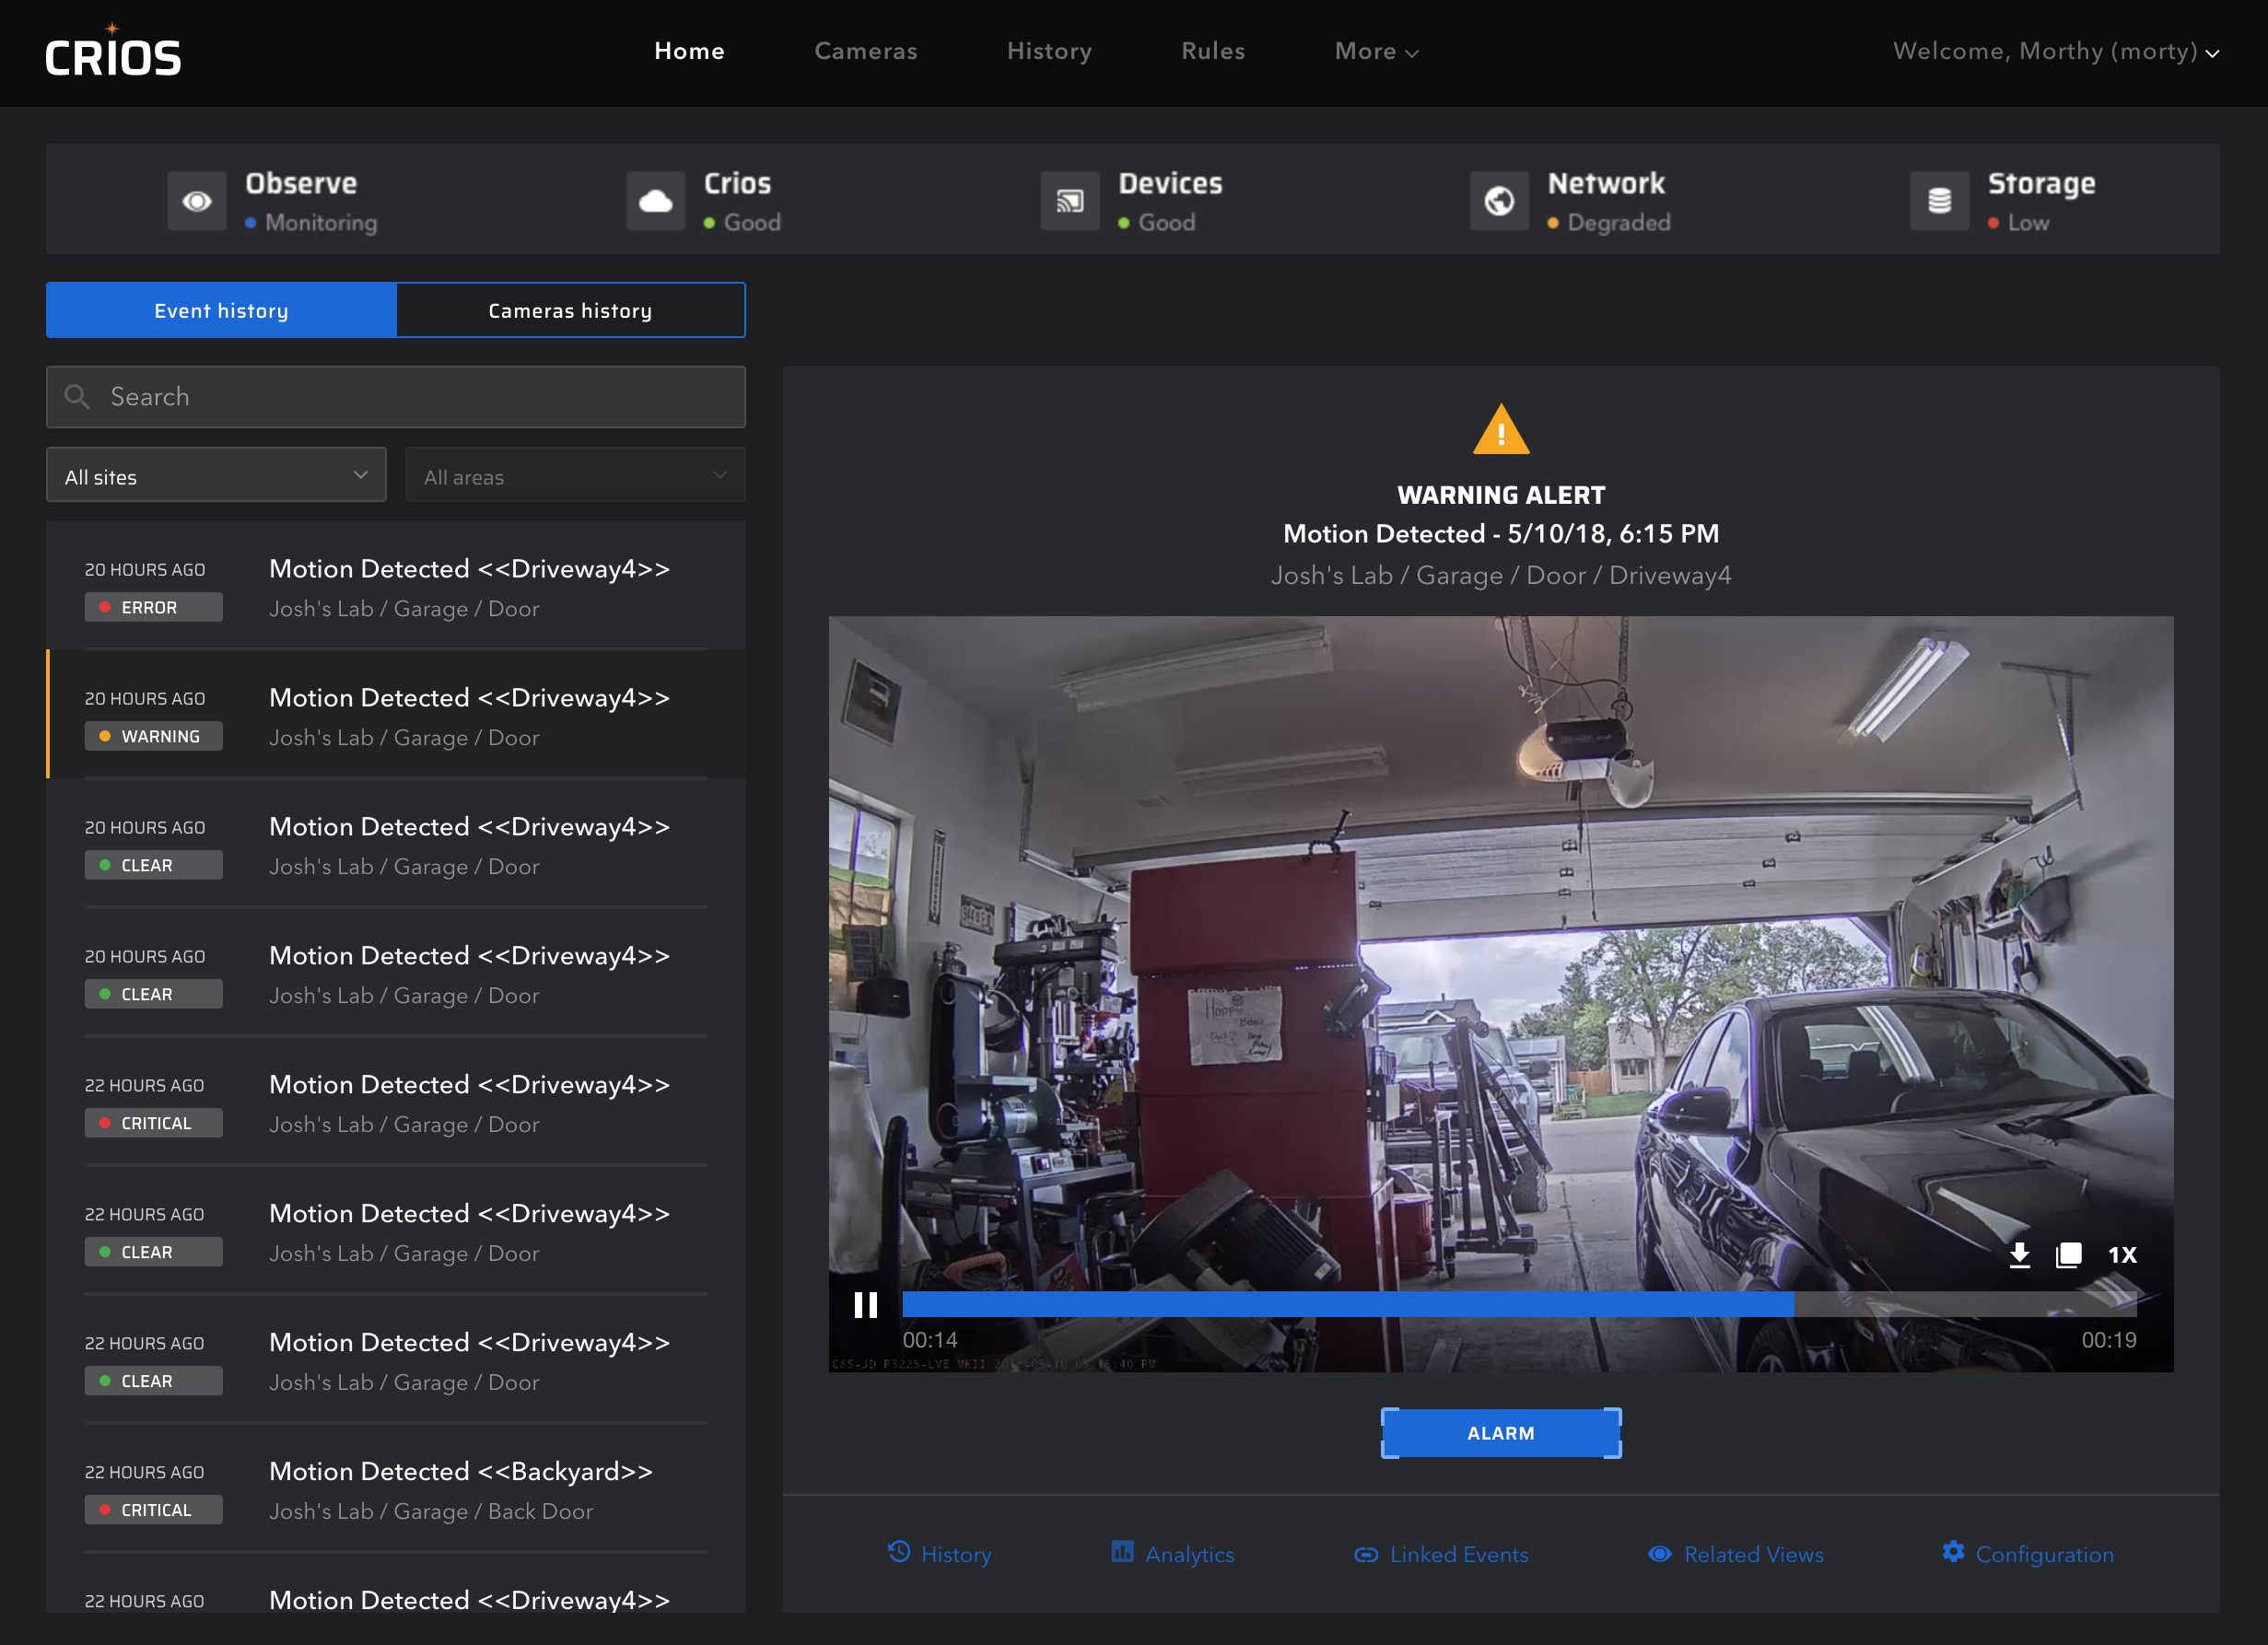 CRIOS
Home
Cameras
History
Rules
More
Welcome, Morthy (morty)
Observe
Monitoring
Crios
Good
Devices
Good
Network
Degraded
Storage
Low
Event history
Cameras history
Search
All sites
All areas
20 HOURS AGO
ERROR
Motion Detected <<Driveway4>>
Josh's Lab / Garage / Door
20 HOURS AGO
WARNING
Motion Detected <<Driveway4>>
Josh's Lab / Garage / Door
20 HOURS AGO
CLEAR
Motion Detected <<Driveway4>>
Josh's Lab / Garage / Door
20 HOURS AGO
CLEAR
Motion Detected <<Driveway4>>
Josh's Lab / Garage / Door
22 HOURS AGO
CRITICAL
Motion Detected <<Driveway4>>
Josh's Lab / Garage / Door
22 HOURS AGO
CLEAR
Motion Detected <<Driveway4>>
Josh's Lab / Garage / Door
22 HOURS AGO
CLEAR
Motion Detected <<Driveway4>>
Josh's Lab / Garage / Door
22 HOURS AGO
CRITICAL
Motion Detected <<Backyard>>
Josh's Lab / Garage / Back Door
22 HOURS AGO
Motion Detected <<Driveway4>>
WARNING ALERT
Motion Detected - 5/10/18, 6:15 PM
Josh's Lab / Garage / Door / Driveway4
Happy
1X
00:14
00:19
C8S-JD P3225-LVE MKII
ALARM
History
Analytics
Linked Events
Related Views
Configuration